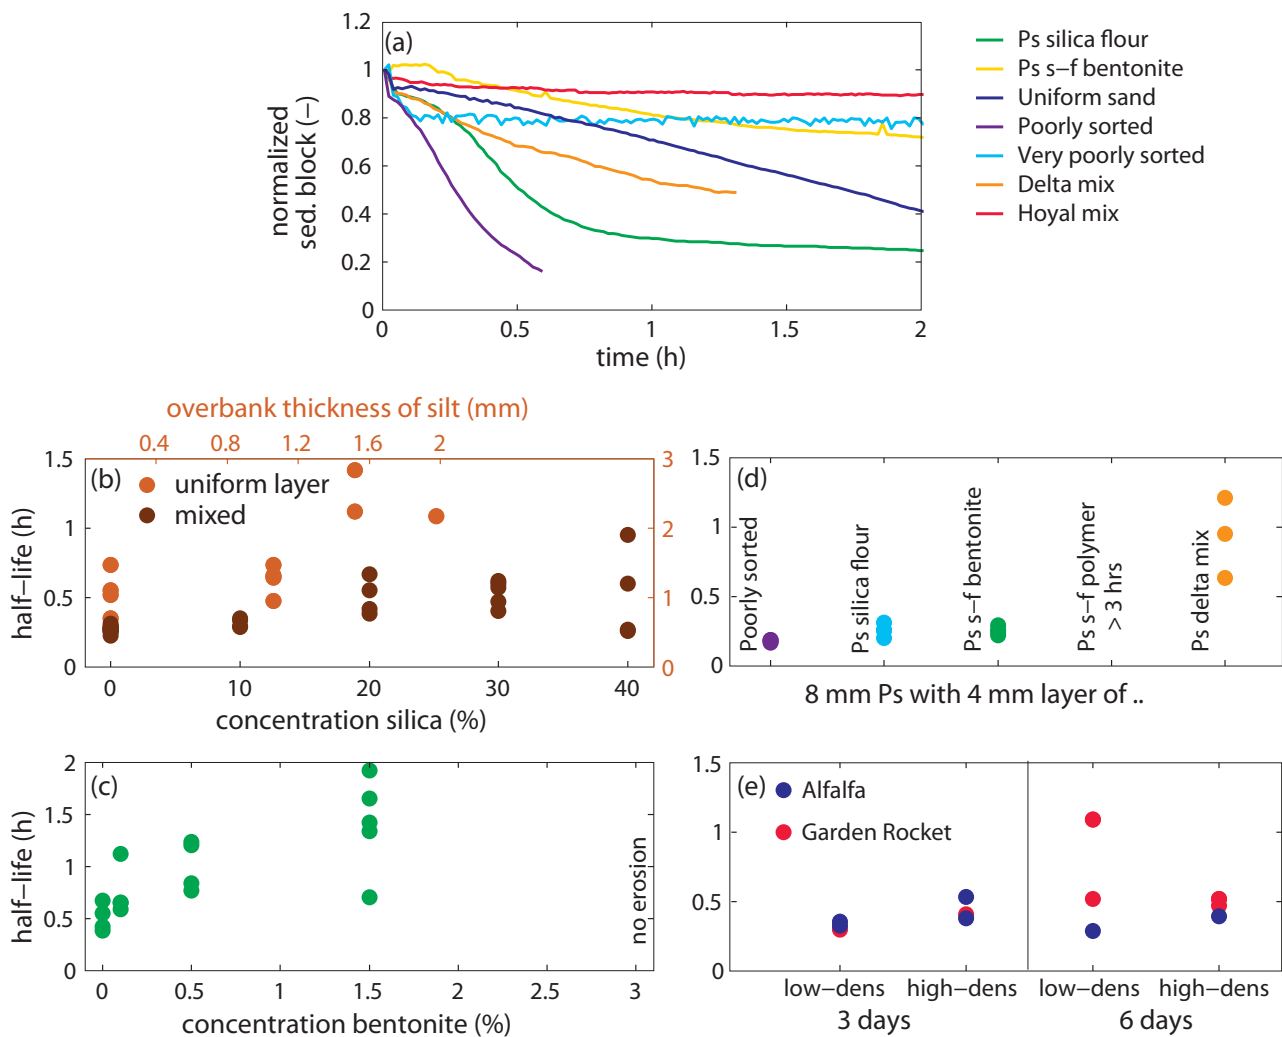 (a)
1.2
1
0.8
0.6
0.4
0.2
0
normalized
sed. block (−)
0
0.5
1
1.5
2
time (h)
Ps silica flour
Ps s−f bentonite
Uniform sand
Poorly sorted
Very poorly sorted
Delta mix
Hoyal mix
overbank thickness of silt (mm)
0.4 0.8 1.2 1.6 2
(b)
uniform layer
mixed
1.5
1
0.5
0
half−life (h)
3
2
1
0
0 10 20 30 40
concentration silica (%)
(d)
1.5
1
0.5
0
Poorly sorted
Ps silica flour
Ps s−f bentonite
Ps s−f polymer
> 3 hrs
Ps delta mix
8 mm Ps with 4 mm layer of ..
(c)
2
1.5
1
0.5
0
half−life (h)
no erosion
0 0.5 1 1.5 2 2.5 3
concentration bentonite (%)
(e)
Alfalfa
Garden Rocket
1.5
1
0.5
0
low−dens high−dens low−dens high−dens
3 days 6 days